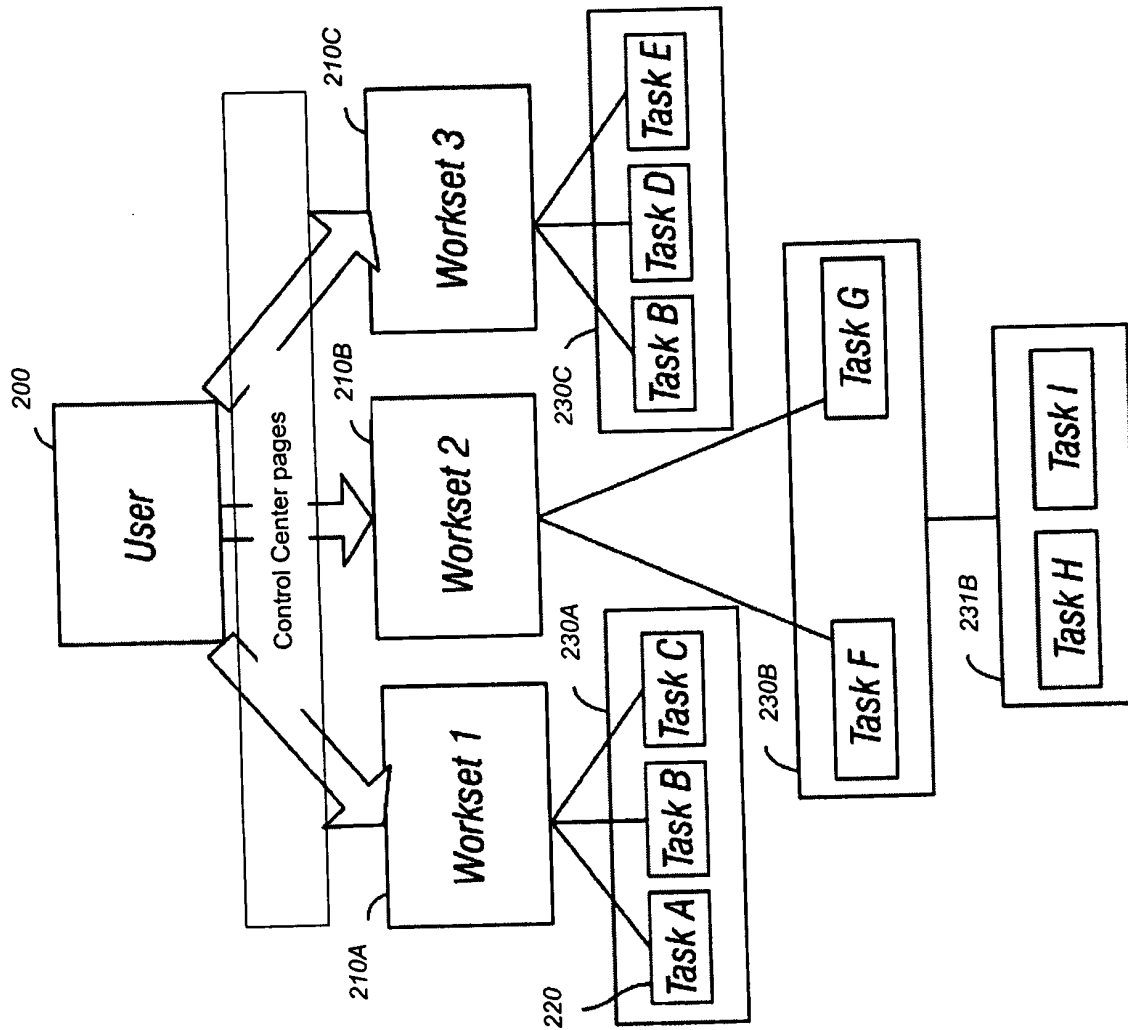 200
User
Control Center pages
210A
210B
210C
Workset 1
Workset 2
Workset 3
220
230A
230C
Task A
Task B
Task C
Task B
Task D
Task E
230B
Task F
Task G
231B
Task H
Task I